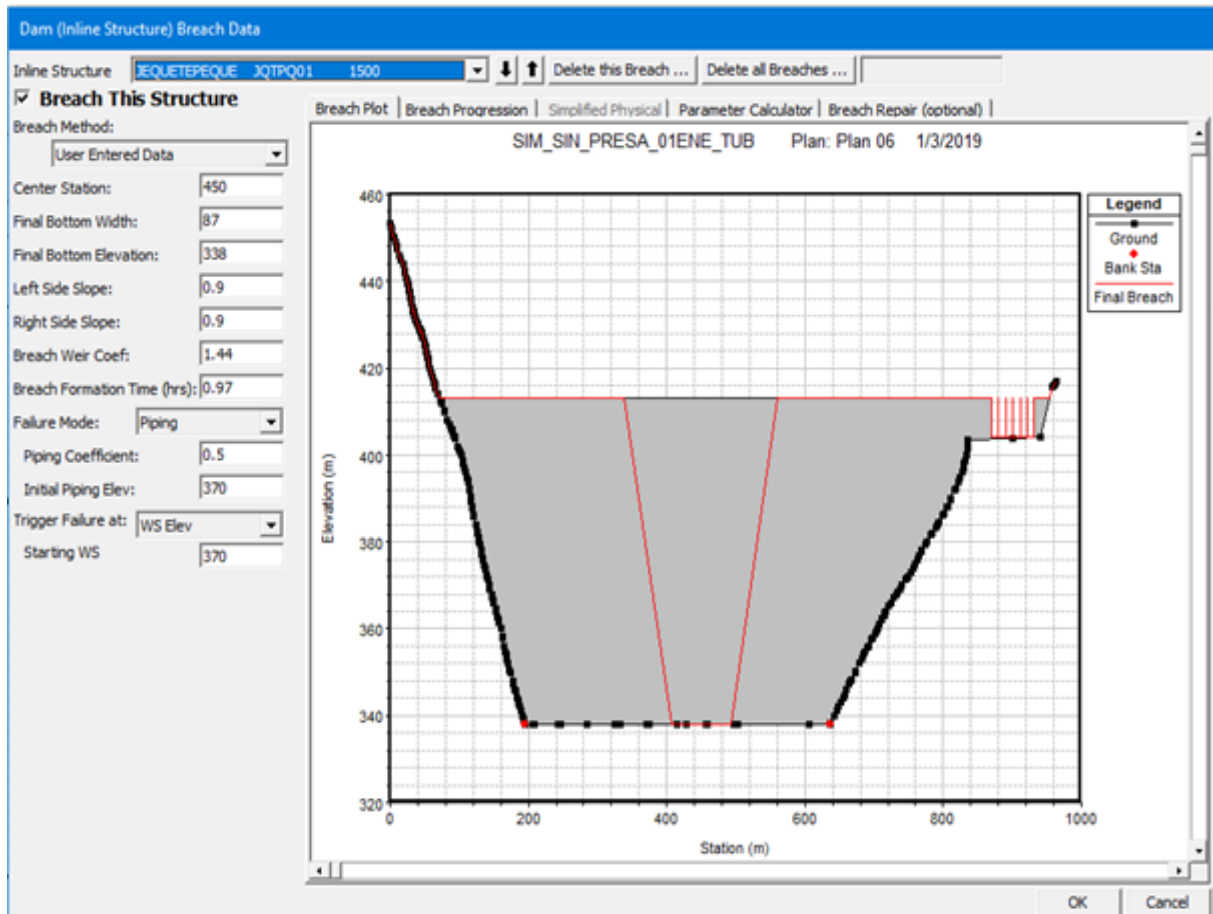 Dam (Inline Structure) Breach Data
Inline Structure JEQUETEPEQUE JQTPQ01 1500 Delete this Breach ... Delete all Breaches ...
Breach This Structure
Breach Method:
User Entered Data
Center Station: 450
Final Bottom Width: 87
Final Bottom Elevation: 338
Left Side Slope: 0.9
Right Side Slope: 0.9
Breach Weir Coef: 1.44
Breach Formation Time (hrs): 0.97
Failure Mode: Piping
Piping Coefficient: 0.5
Initial Piping Elev: 370
Trigger Failure at: WS Elev
Starting WS 370
Breach Plot Breach Progression Simplified Physical Parameter Calculator Breach Repair (optional)
SIM_SIN_PRESA_01ENE_TUB Plan: Plan 06 1/3/2019
460
440
420
400
380
360
340
320
Elevation (m)
0 200 400 600 800 1000
Station (m)
Legend
Ground
Bank Sta
Final Breach
OK Cancel